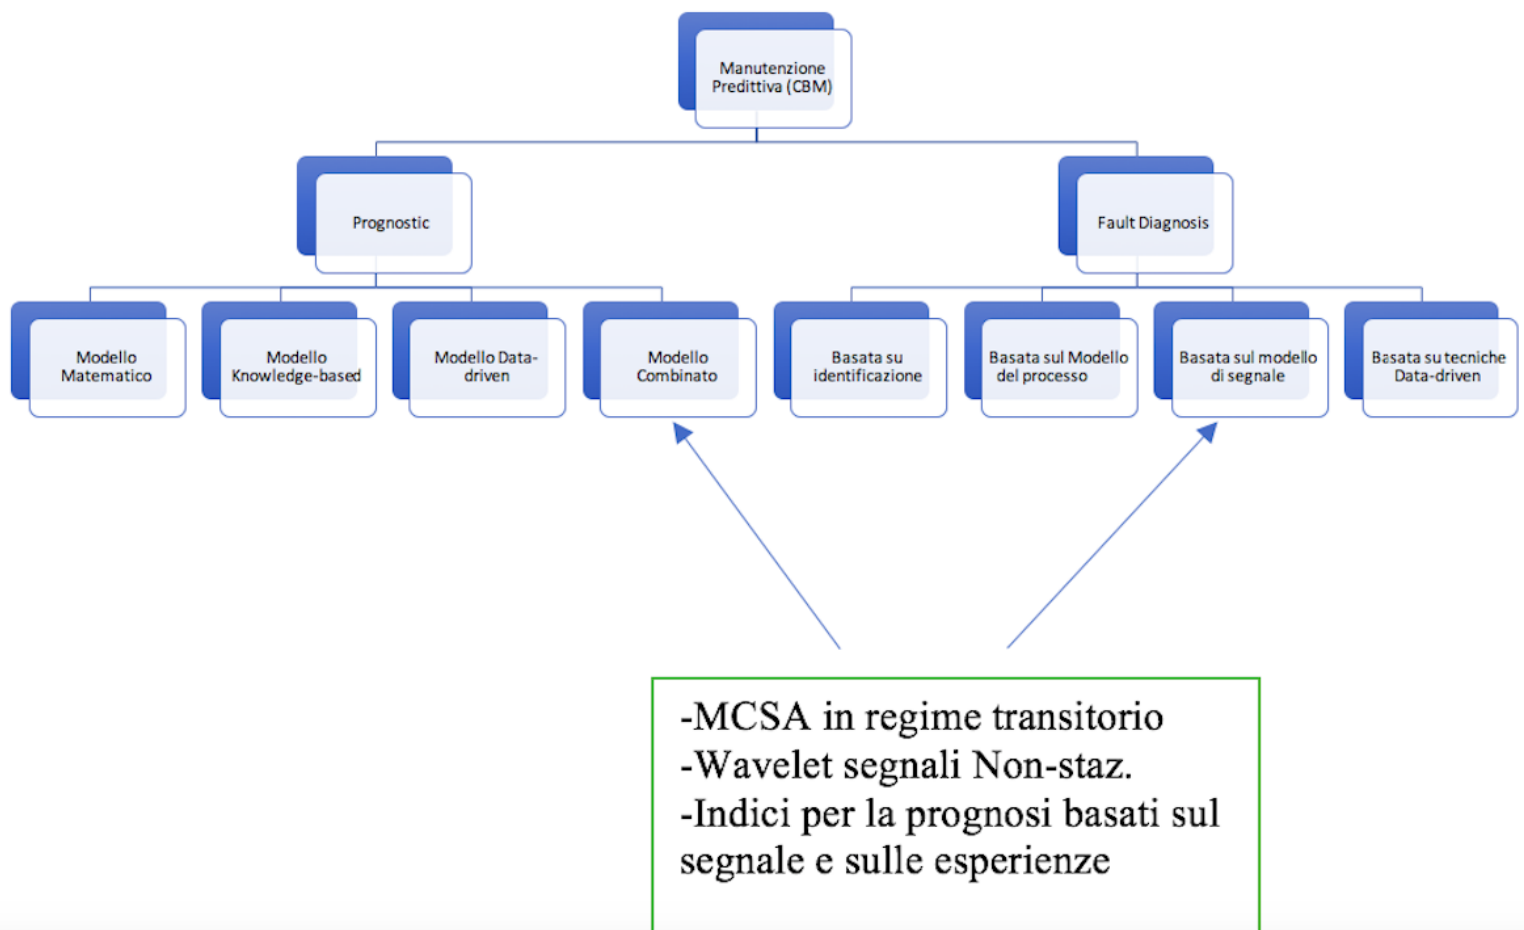 Manutenzione
Predittiva (CBM)
Prognostic
Fault Diagnosis
Modello
Matematico
Modello
Knowledge-based
Modello Data-
driven
Modello
Combinato
Basata su
identificazione
Basata sul Modello
del processo
Basata sul modello
di segnale
Basata su tecniche
Data-driven
-MCSA in regime transitorio
-Wavelet segnali Non-staz.
-Indici per la prognosi basati sul
segnale e sulle esperienze